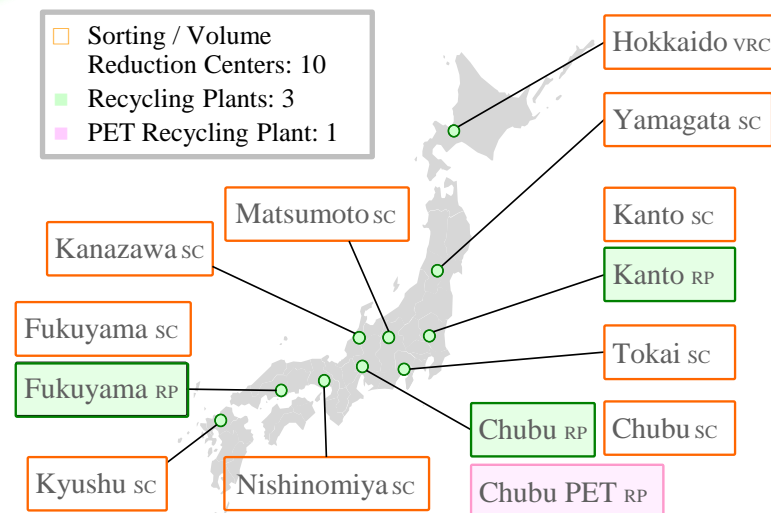 Sorting / Volume
Reduction Centers: 10
Recycling Plants: 3
PET Recycling Plant: 1
Hokkaido VRC
Yamagata SC
Matsumoto SC
Kanto SC
Kanazawa SC
Kanto RP
Fukuyama SC
Tokai SC
Fukuyama RP
Chubu RP
Chubu SC
Kyushu SC
Nishinomiya SC
Chubu PET RP